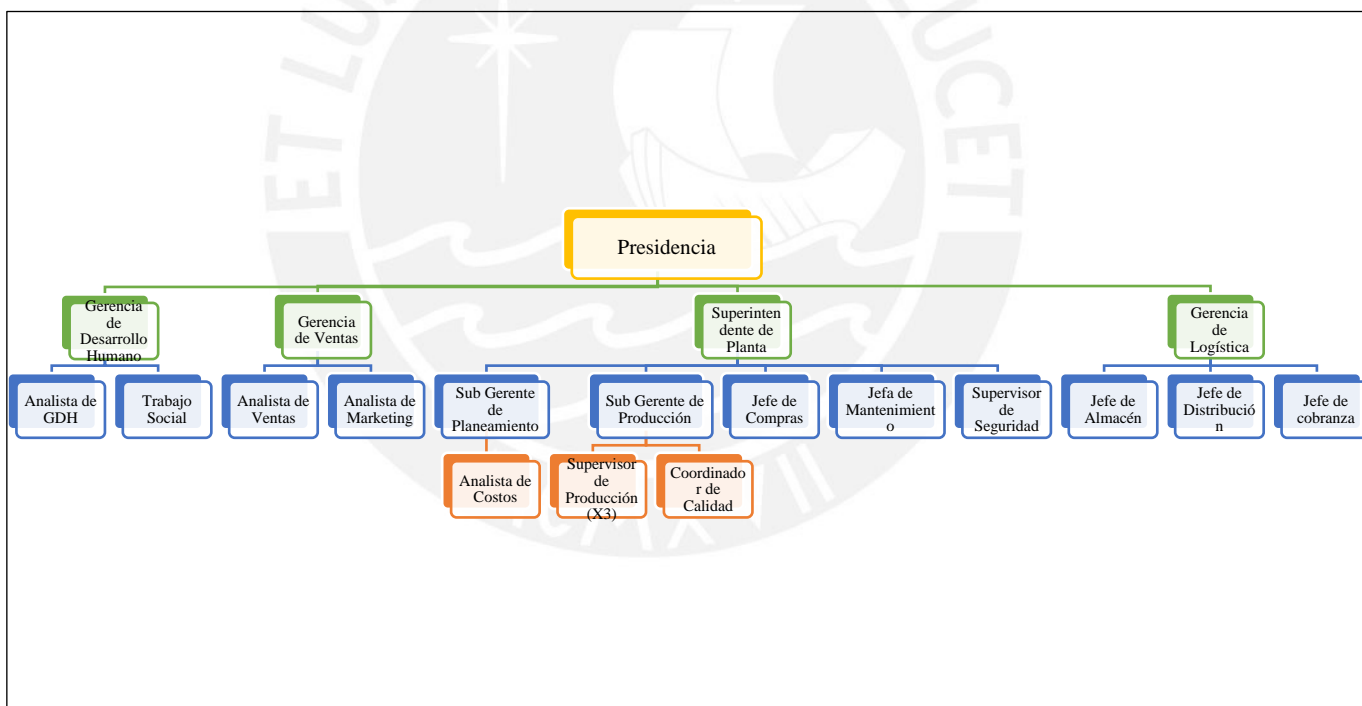 ET LU
UCET
Presidencia
Gerencia
de
Desarrollo
Humano
Gerencia
de Ventas
Superinten
dente de
Planta
Gerencia
de
Logística
Analista de
GDH
Trabajo
Social
Analista de
Ventas
Analista de
Marketing
Sub Gerente
de
Planeamiento
Sub Gerente de
Producción
Jefe de
Compras
Jefa de
Mantenimient
o
Supervisor
de
Seguridad
Jefe de
Almacén
Jefe de
Distribució
n
Jefe de
cobranza
Analista de
Costos
Supervisor
de
Producción
(X3)
Coordinado
r de
Calidad